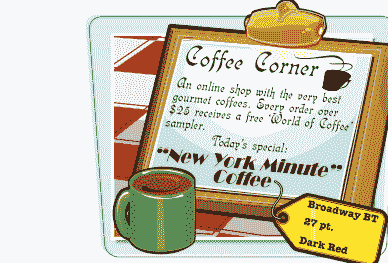 Coffee Corner
An online shop with the very best
gourmet coffees. Every order over
$25 receives a free 'World of Coffee'
sampler.
Today's special:
"New York Minute"
Coffee
Broadway BT
27 pt.
Dark Red